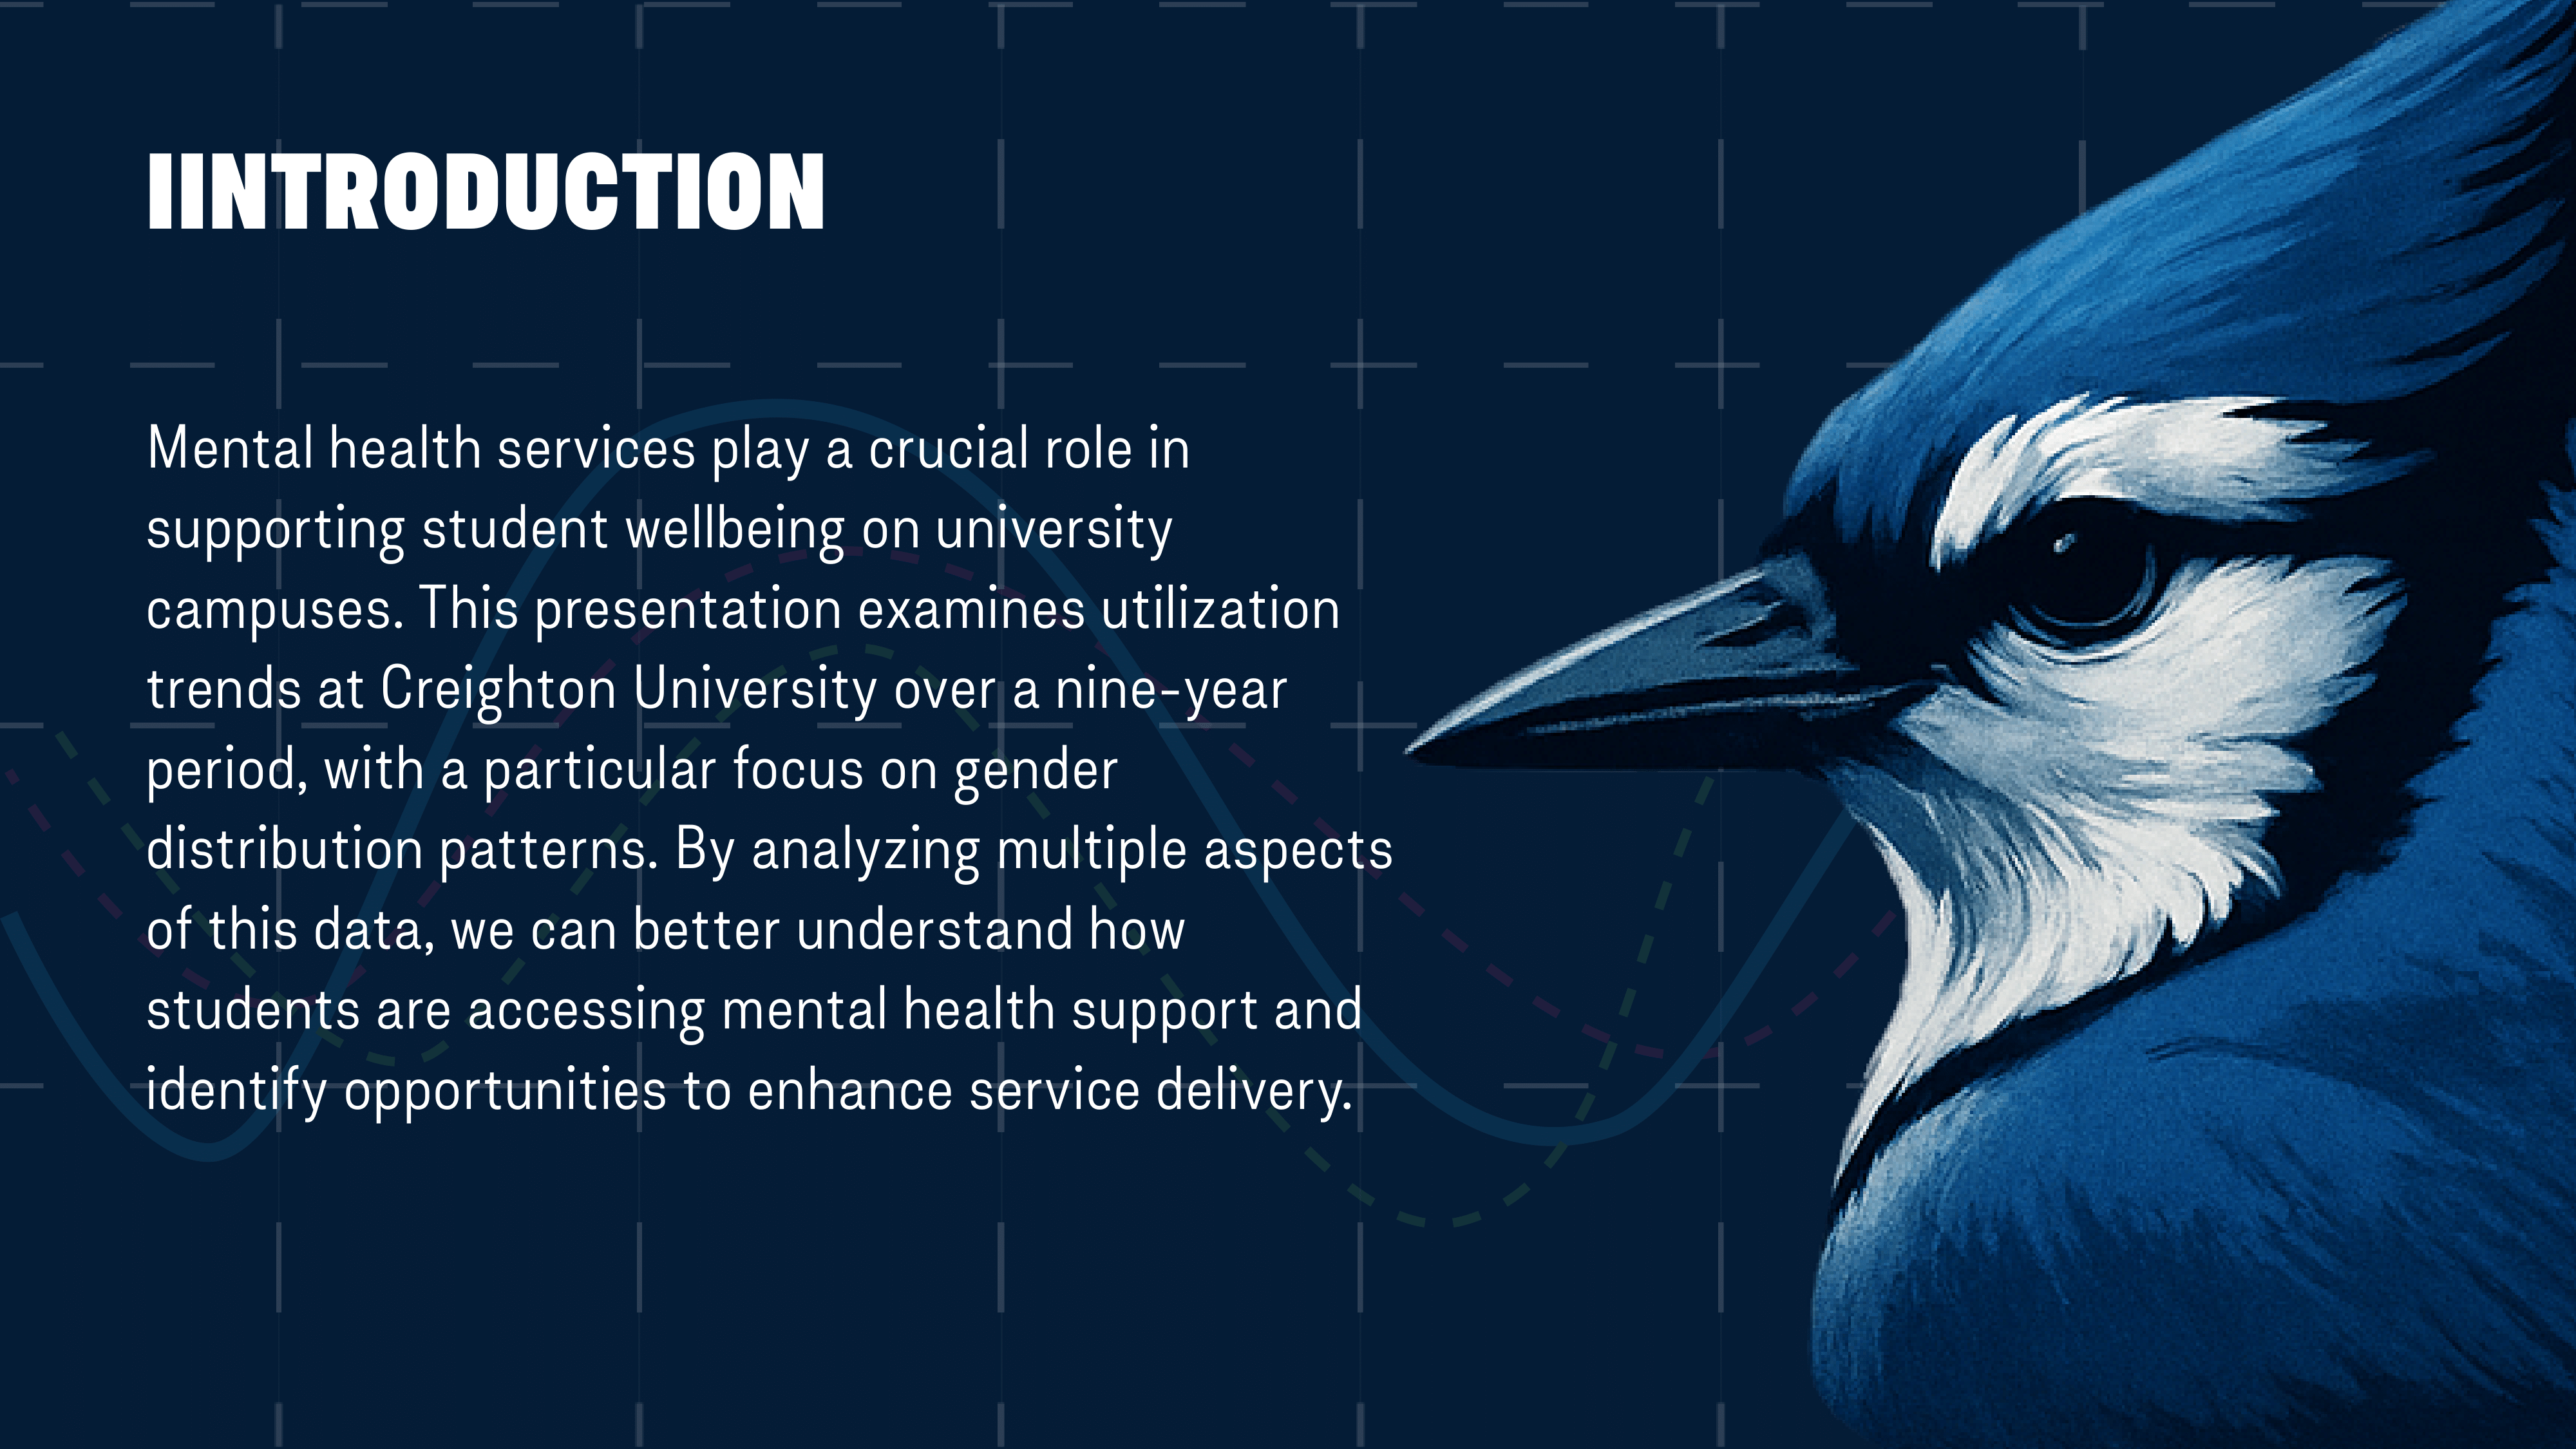 IINTRODUCTION
Mental health services play a crucial role in
supporting student wellbeing on university
campuses. This presentation examines utilization
trends at Creighton University over a nine-year
period, with a particular focus on gender
distribution patterns. By analyzing multiple aspects
of this data, we can better understand how
students are accessing mental health support and
identify opportunities to enhance service delivery.